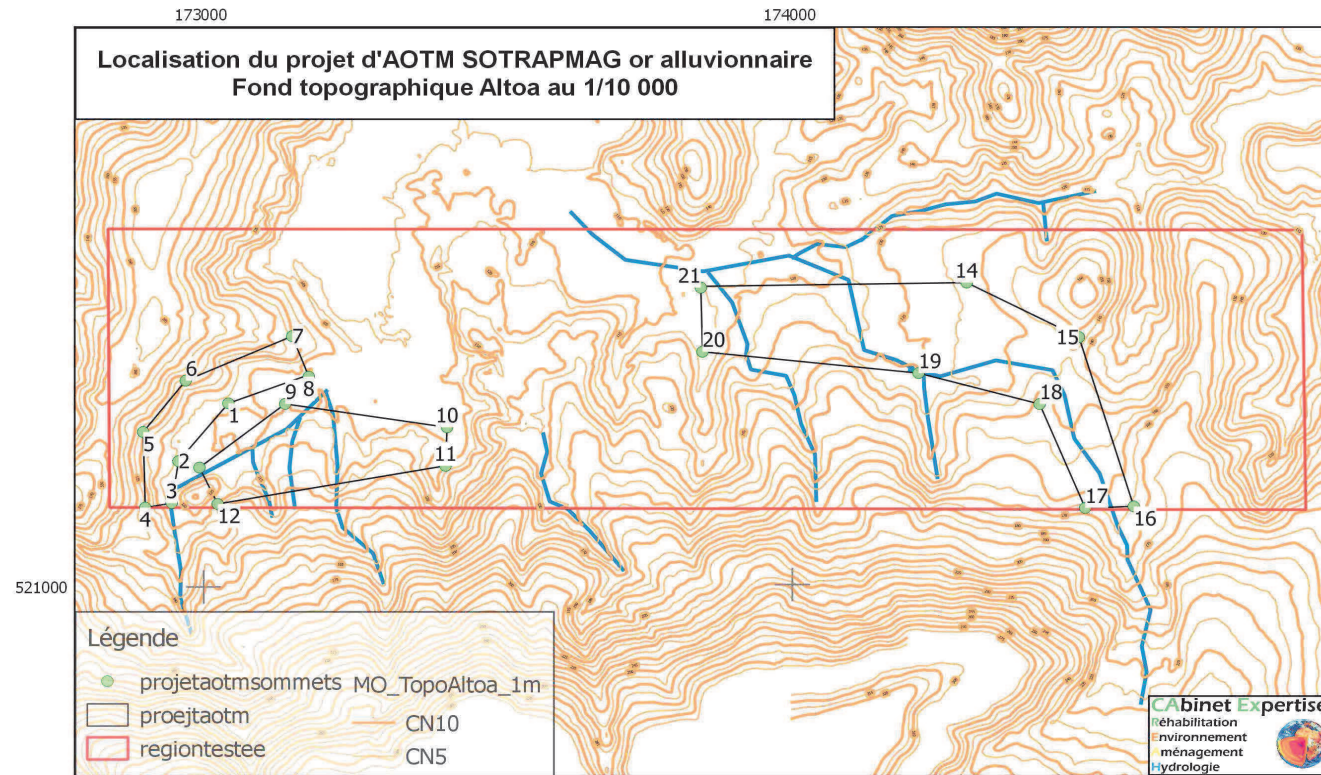 173000
174000
Localisation du projet d'AOTM SOTRAPMAG or alluvionnaire
Fond topographique Altoa au 1/10 000
21
14
7
15
20
6
19
8
9
18
1
10
5
2
11
3
17
4
12
16
521000
Légende
projetaotmsommets
MO_TopoAltoa_1m
proejtaotm
CN10
regiontestee
CN5
CAbinet Expertise
Réhabilitation
Environnement
Aménagement
Hydrologie